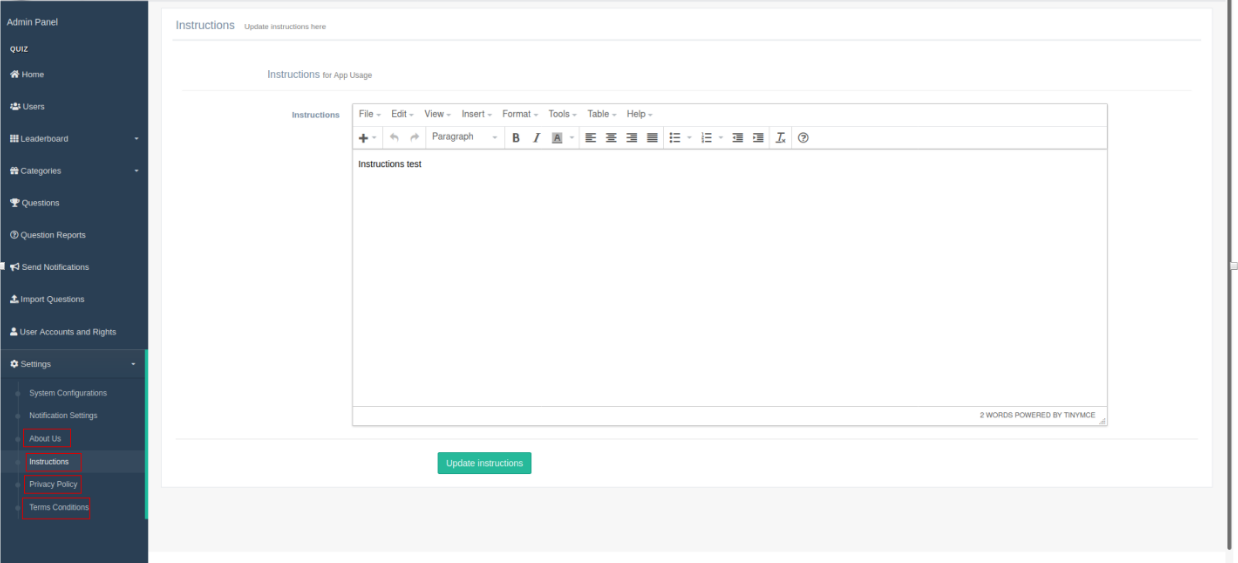 Admin Panel
QUIZ
Home
Users
Leaderboard
Categories
Questions
Question Reports
Send Notifications
Import Questions
User Accounts and Rights
Settings
System Configurations
Notification Settings
About Us
Instructions
Privacy Policy
Terms Conditions
Instructions Update instructions here
Instructions for App Usage
Instructions
File Edit View Insert Format Tools Table Help
Paragraph B I A
Instructions test
2 WORDS POWERED BY TINYMCE
Update instructions